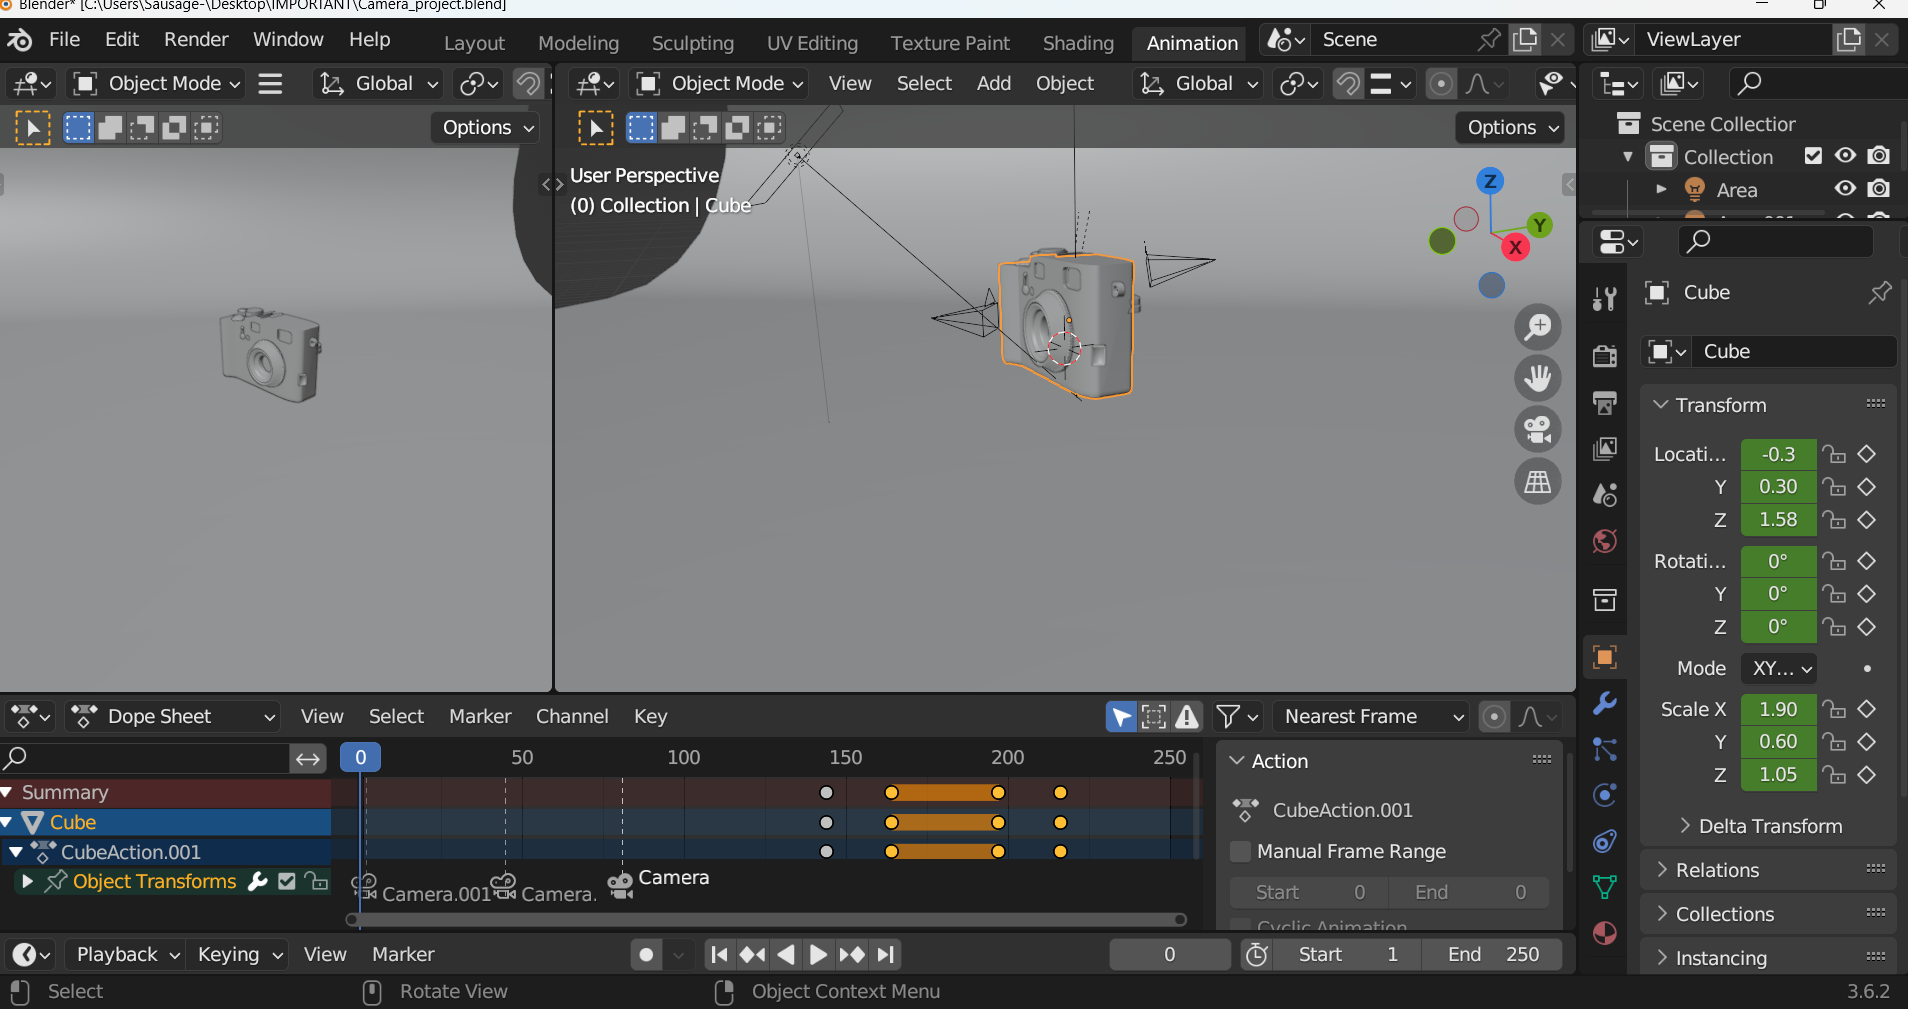 Blender* [C:\Users\Sausage-\Desktop\IMPORTANT\Camera_project.blend]
File Edit Render Window Help Layout Modeling Sculpting UV Editing Texture Paint Shading Animation Scene ViewLayer
Object Mode Global Object Mode View Select Add Object Global
Options Options
User Perspective
(0) Collection | Cube
Z
Y
X
Scene Collection
Collection
Area
Cube
Cube
Transform
Locati... -0.3
Y 0.30
Z 1.58
Rotati... 0°
Y 0°
Z 0°
Mode XY...
Scale X 1.90
Y 0.60
Z 1.05
Delta Transform
Relations
Collections
Instancing
Dope Sheet View Select Marker Channel Key Nearest Frame
0 50 100 150 200 250
Summary
Cube
CubeAction.001
Object Transforms
Camera.001 Camera. Camera
Action
CubeAction.001
Manual Frame Range
Start 0 End 0
Cyclic Animation
Playback Keying View Marker 0 Start 1 End 250
Select Rotate View Object Context Menu 3.6.2